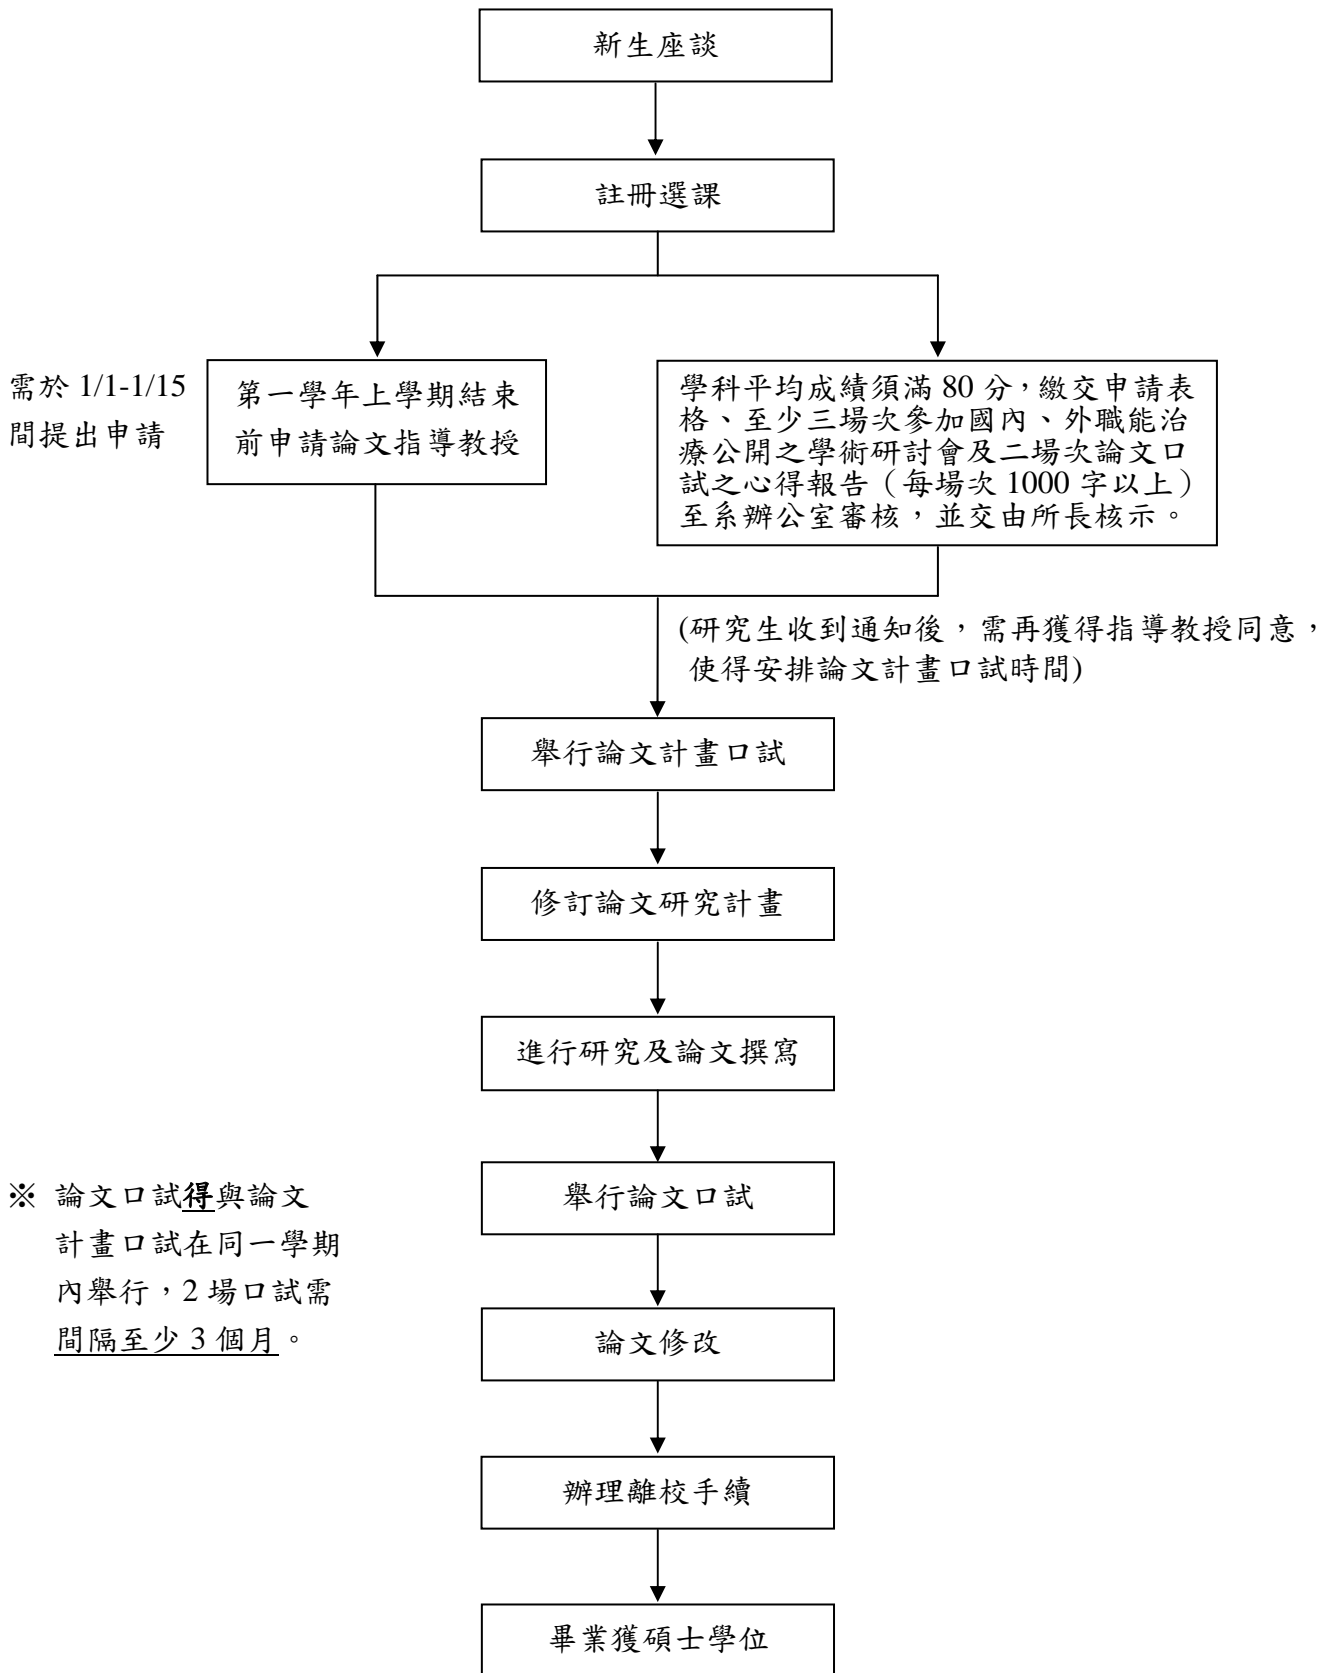 新生座談
註冊選課
需於 1/1-1/15
間提出申請
第一學年上學期結束
前申請論文指導教授
學科平均成績須滿 80 分，繳交申請表
格、至少三場次參加國內、外職能治
療公開之學術研討會及二場次論文口
試之心得報告（每場次 1000 字以上）
至系辦公室審核，並交由所長核示。
(研究生收到通知後，需再獲得指導教授同意，
使得安排論文計畫口試時間)
舉行論文計畫口試
修訂論文研究計畫
進行研究及論文撰寫
舉行論文口試
※ 論文口試得與論文
計畫口試在同一學期
內舉行，2 場口試需
間隔至少 3 個月。
論文修改
辦理離校手續
畢業獲碩士學位